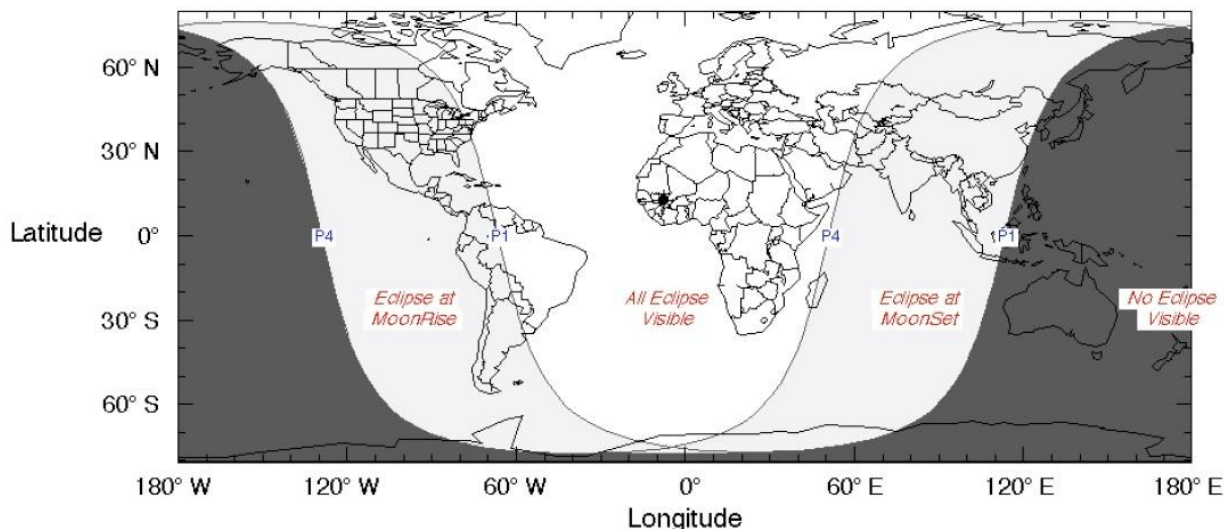 60° N
30° N
Latitude
0°
30° S
60° S
P4
P1
P4
P1
Eclipse at
MoonRise
All Eclipse
Visible
Eclipse at
MoonSet
No Eclipse
Visible
180° W
120° W
60° W
0°
60° E
120° E
180° E
Longitude